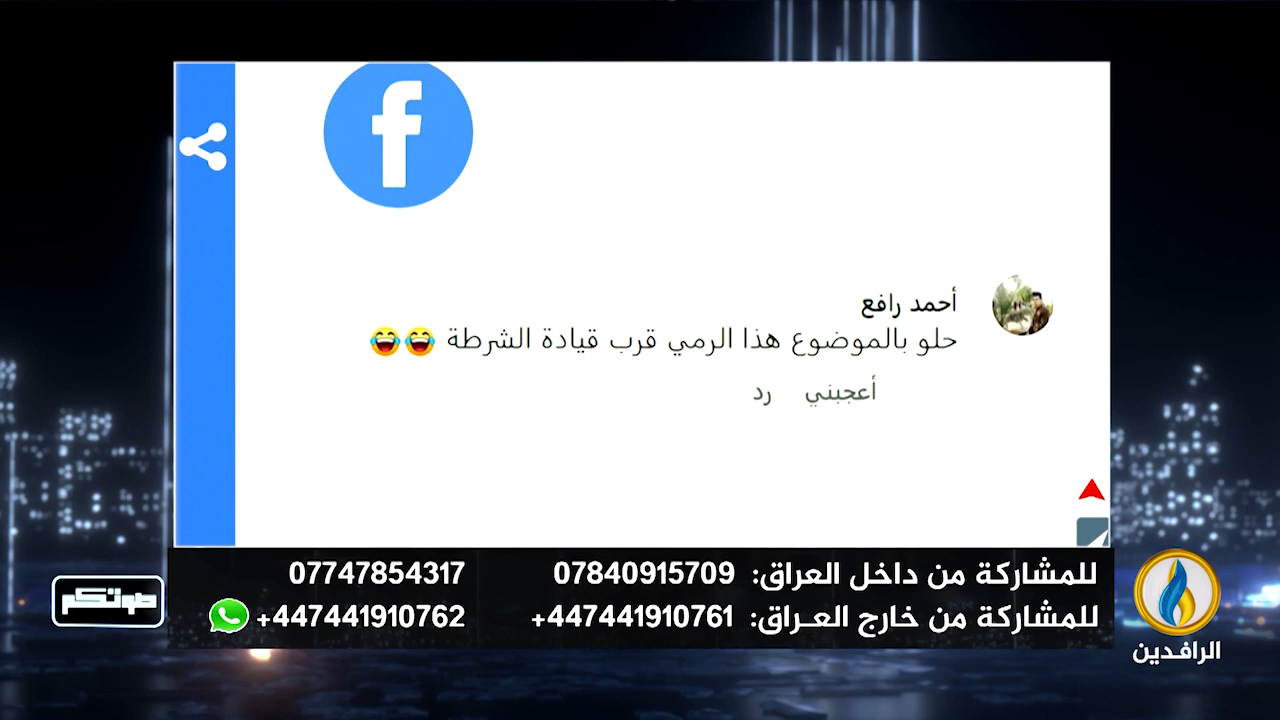 أحمد رافع
حلو بالموضوع هذا الرمي قرب قيادة الشرطة 😂😂
أعجبني رد
للمشاركة من داخل العراق: 07840915709 07747854317
للمشاركة من خارج العـراق: +447441910761 +447441910762
صوتكم
الرافدين